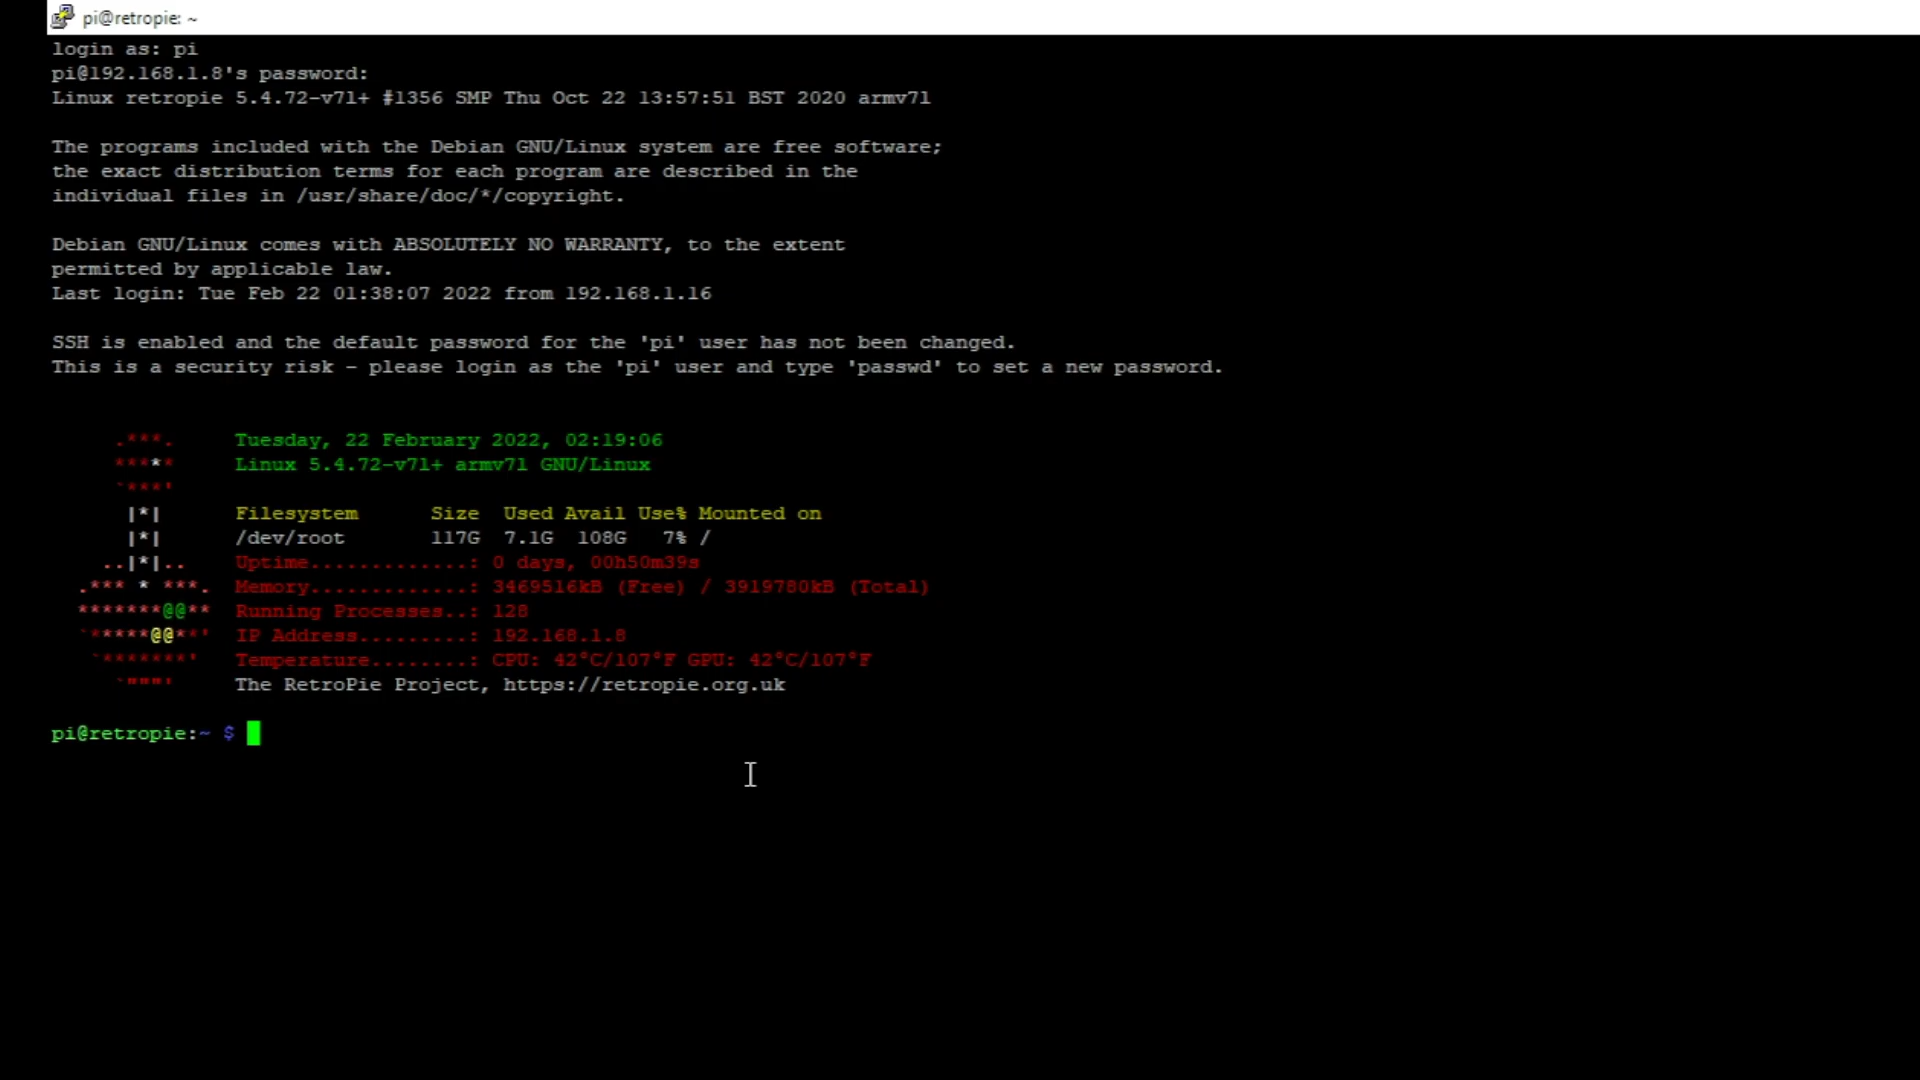 pi@retropie: ~
login as: pi
pi@192.168.1.8's password:
Linux retropie 5.4.72-v7l+ #1356 SMP Thu Oct 22 13:57:51 BST 2020 armv7l
The programs included with the Debian GNU/Linux system are free software;
the exact distribution terms for each program are described in the
individual files in /usr/share/doc/*/copyright.
Debian GNU/Linux comes with ABSOLUTELY NO WARRANTY, to the extent
permitted by applicable law.
Last login: Tue Feb 22 01:38:07 2022 from 192.168.1.16
SSH is enabled and the default password for the 'pi' user has not been changed.
This is a security risk - please login as the 'pi' user and type 'passwd' to set a new password.
.***. Tuesday, 22 February 2022, 02:19:06
***** Linux 5.4.72-v7l+ armv7l GNU/Linux
`***'
|*| Filesystem Size Used Avail Use% Mounted on
|*| /dev/root 117G 7.1G 108G 7% /
..|*|.. Uptime.............: 0 days, 00h50m39s
.*** * ***. Memory.............: 3469516kB (Free) / 3919780kB (Total)
*******@@** Running Processes..: 128
`*****@@**' IP Address.........: 192.168.1.8
`*******' Temperature........: CPU: 42°C/107°F GPU: 42°C/107°F
`"""' The RetroPie Project, https://retropie.org.uk
pi@retropie:~ $